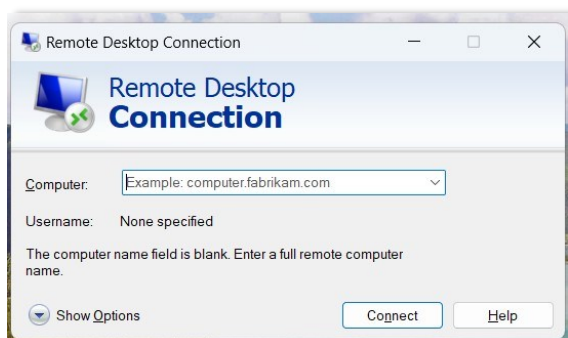 Remote Desktop Connection
Remote Desktop
Connection
Computer:
Example: computer.fabrikam.com
Username:
None specified
The computer name field is blank. Enter a full remote computer
name.
Show Options
Connect
Help